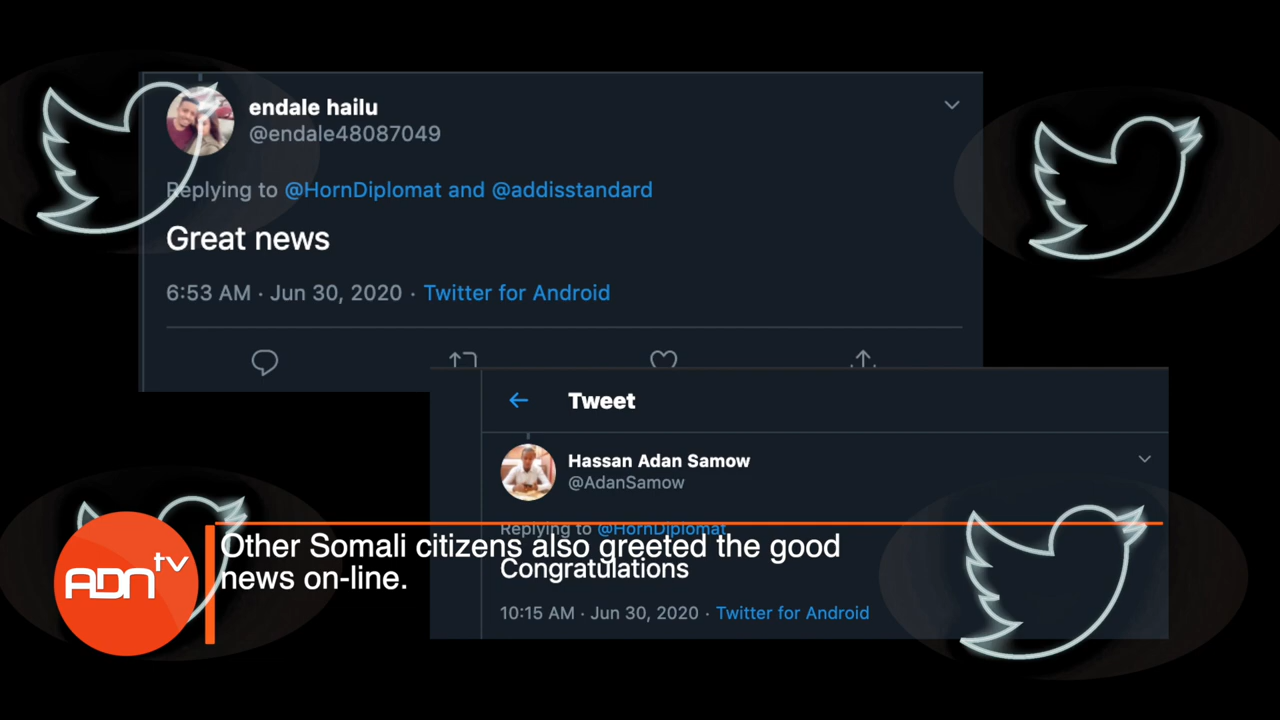 endale hailu
@endale48087049
Replying to @HornDiplomat and @addisstandard
Great news
6:53 AM · Jun 30, 2020 · Twitter for Android
Tweet
Hassan Adan Samow
@AdanSamow
Replying to @HornDiplomat
Congratulations
10:15 AM · Jun 30, 2020 · Twitter for Android
ADN tv
Other Somali citizens also greeted the good
news on-line.